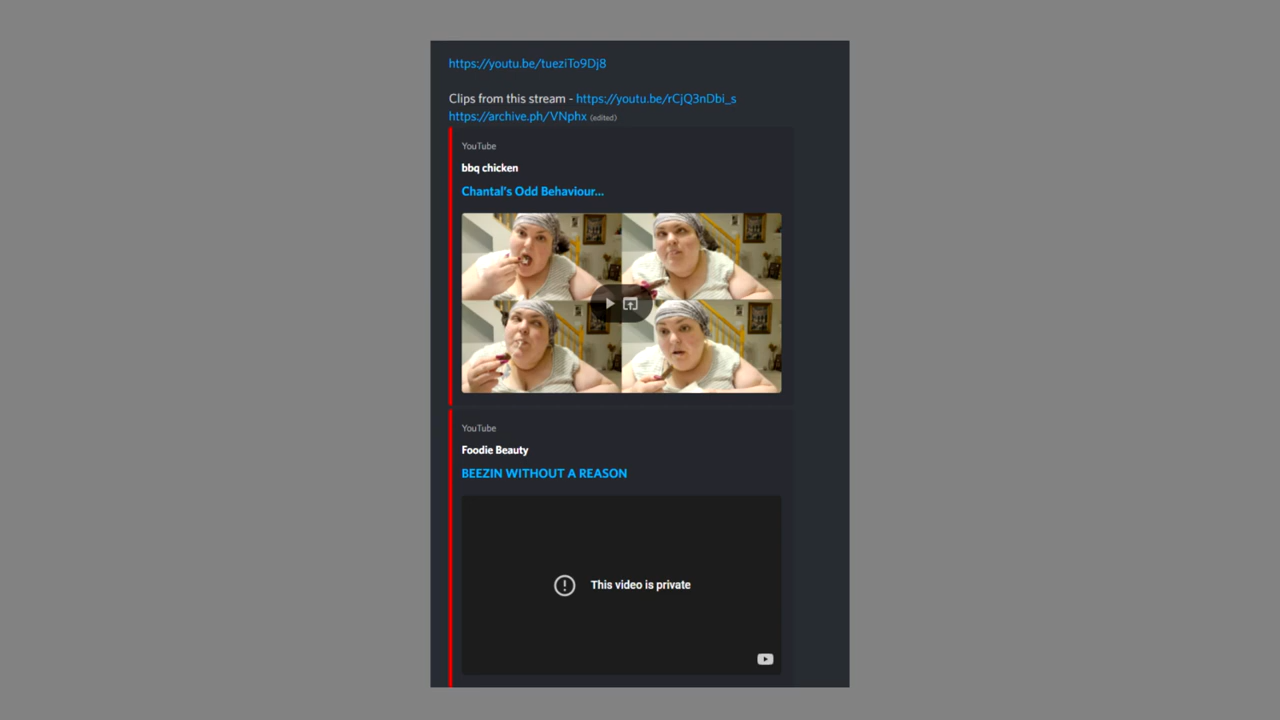 https://youtu.be/tueziTo9Dj8
Clips from this stream - https://youtu.be/rCjQ3nDbi_s
https://archive.ph/VNphx (edited)
YouTube
bbq chicken
Chantal's Odd Behaviour...
YouTube
Foodie Beauty
BEEZIN WITHOUT A REASON
This video is private